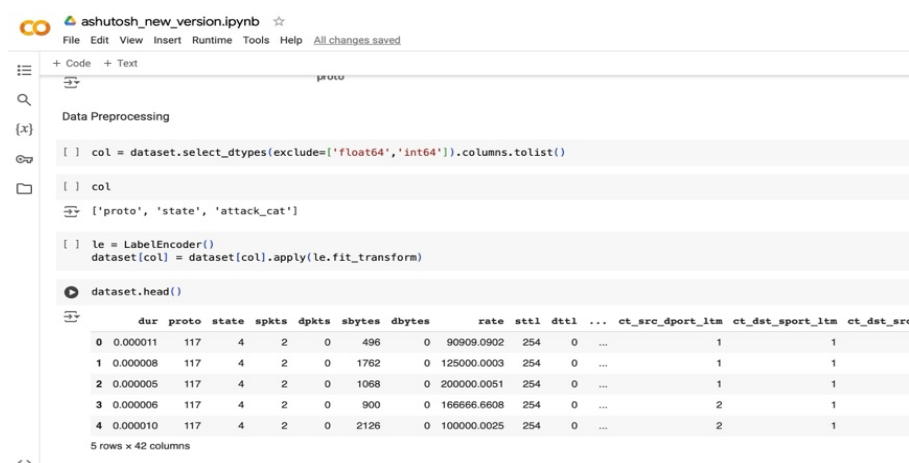 ashutosh_new_version.ipynb
File Edit View Insert Runtime Tools Help All changes saved
+ Code + Text
proto
Data Preprocessing
{x}
[ ] col = dataset.select_dtypes(exclude=['float64','int64']).columns.tolist()
[ ] col
['proto', 'state', 'attack_cat']
[ ] le = LabelEncoder()
dataset[col] = dataset[col].apply(le.fit_transform)
dataset.head()
dur proto state spkts dpkts sbytes dbytes rate sttl dttl ... ct_src_dport_ltm ct_dst_sport_ltm ct_dst_src
0 0.000011 117 4 2 0 496 0 90909.0902 254 0 ... 1 1
1 0.000008 117 4 2 0 1762 0 125000.0003 254 0 ... 1 1
2 0.000005 117 4 2 0 1068 0 200000.0051 254 0 ... 1 1
3 0.000006 117 4 2 0 900 0 166666.6608 254 0 ... 2 1
4 0.000010 117 4 2 0 2126 0 100000.0025 254 0 ... 2 1
5 rows × 42 columns